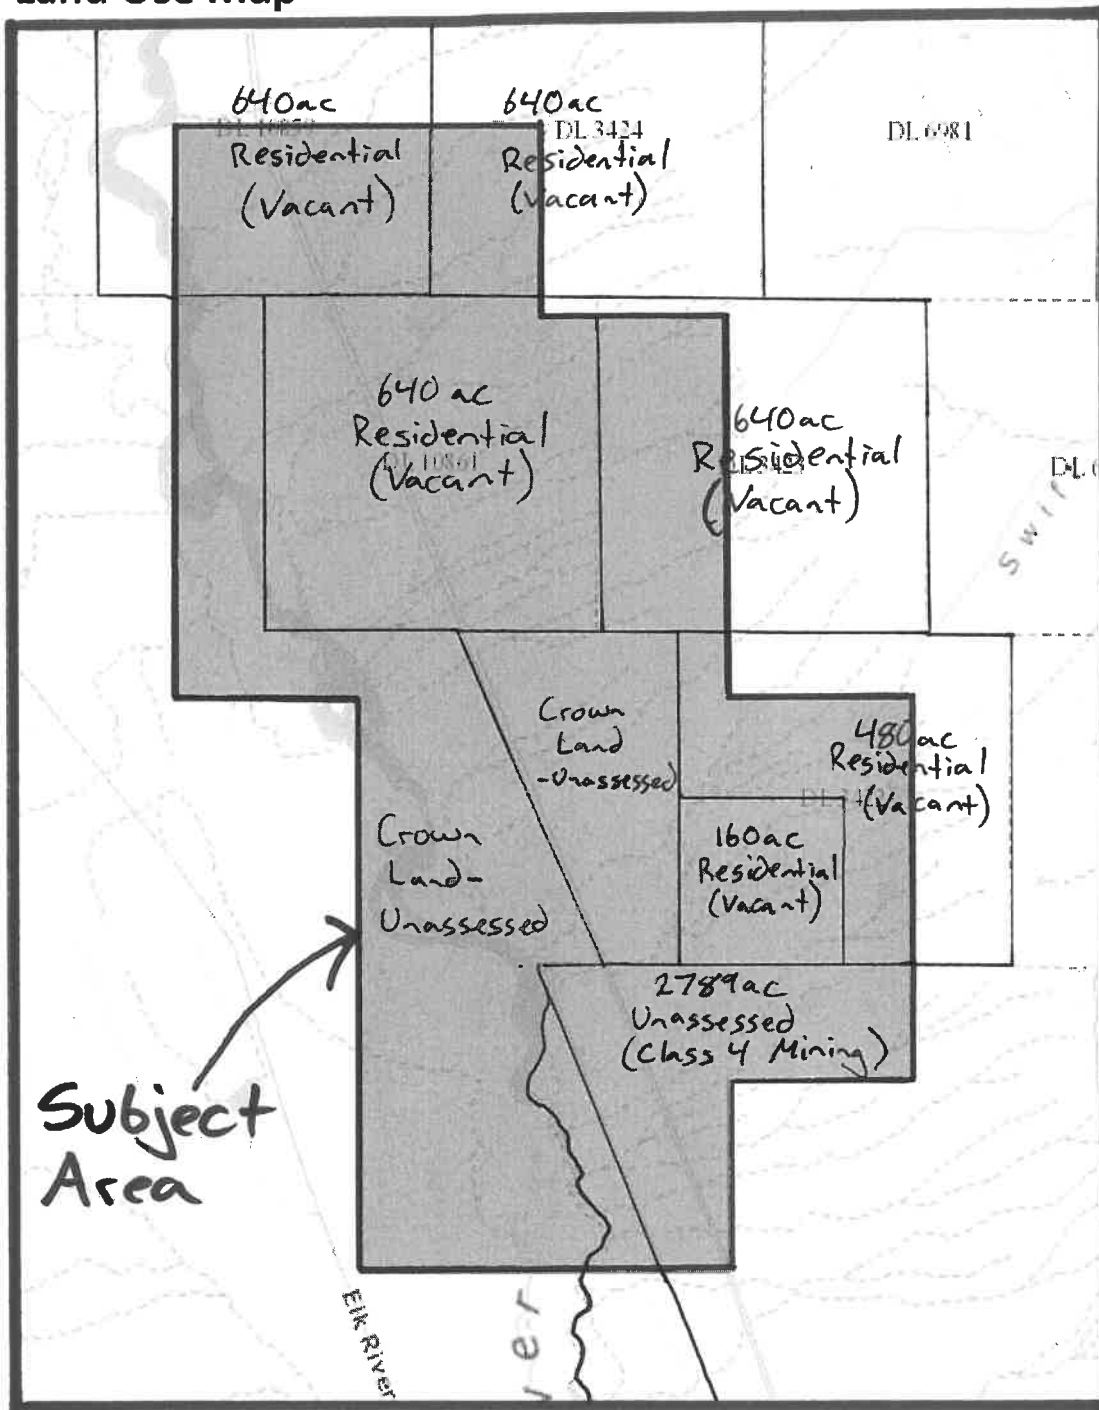 Land Use Map
640ac
Residential
(Vacant)
640ac
DL 3424
Residential
(Vacant)
DL 6981
640 ac
Residential
DL 10861
(Vacant)
640ac
Residential
(Vacant)
Crown
Land
-Unassessed
480ac
Residential
(Vacant)
160ac
Residential
(Vacant)
Crown
Land-
Unassessed
2789ac
Unassessed
(Class 4 Mining)
Subject
Area
Elk River